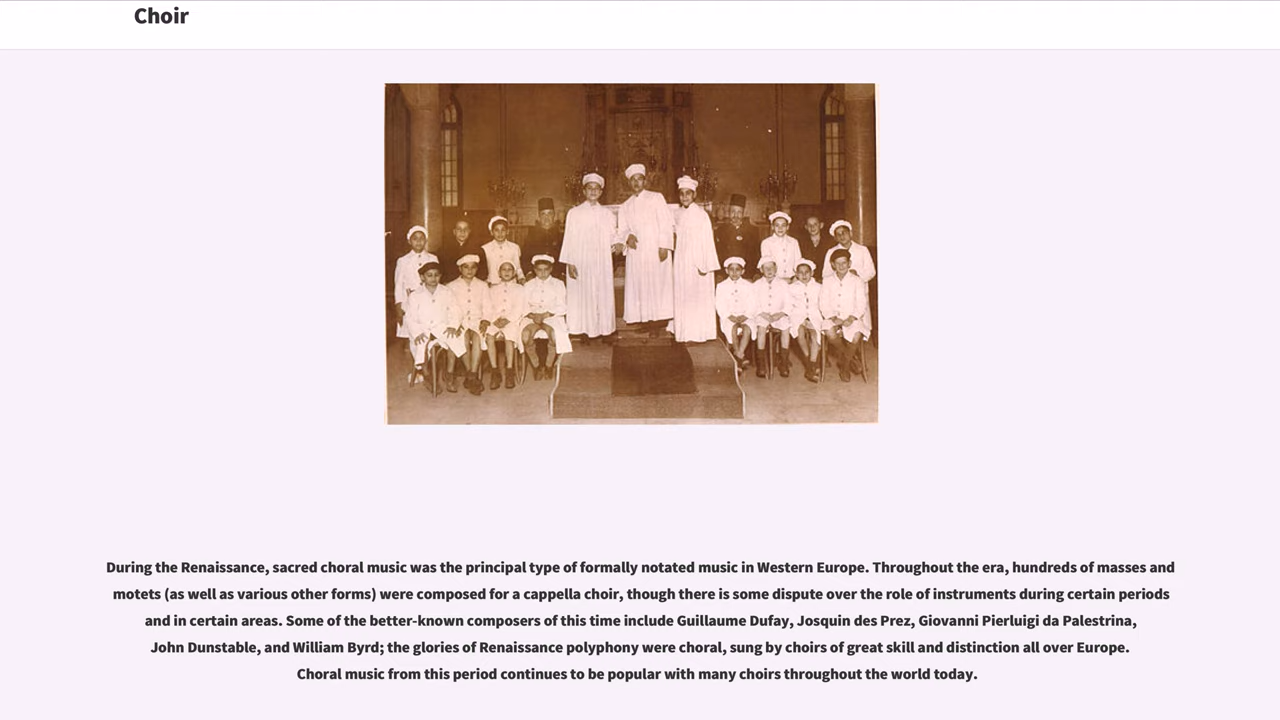 Choir
During the Renaissance, sacred choral music was the principal type of formally notated music in Western Europe. Throughout the era, hundreds of masses and
motets (as well as various other forms) were composed for a cappella choir, though there is some dispute over the role of instruments during certain periods
and in certain areas. Some of the better-known composers of this time include Guillaume Dufay, Josquin des Prez, Giovanni Pierluigi da Palestrina,
John Dunstable, and William Byrd; the glories of Renaissance polyphony were choral, sung by choirs of great skill and distinction all over Europe.
Choral music from this period continues to be popular with many choirs throughout the world today.